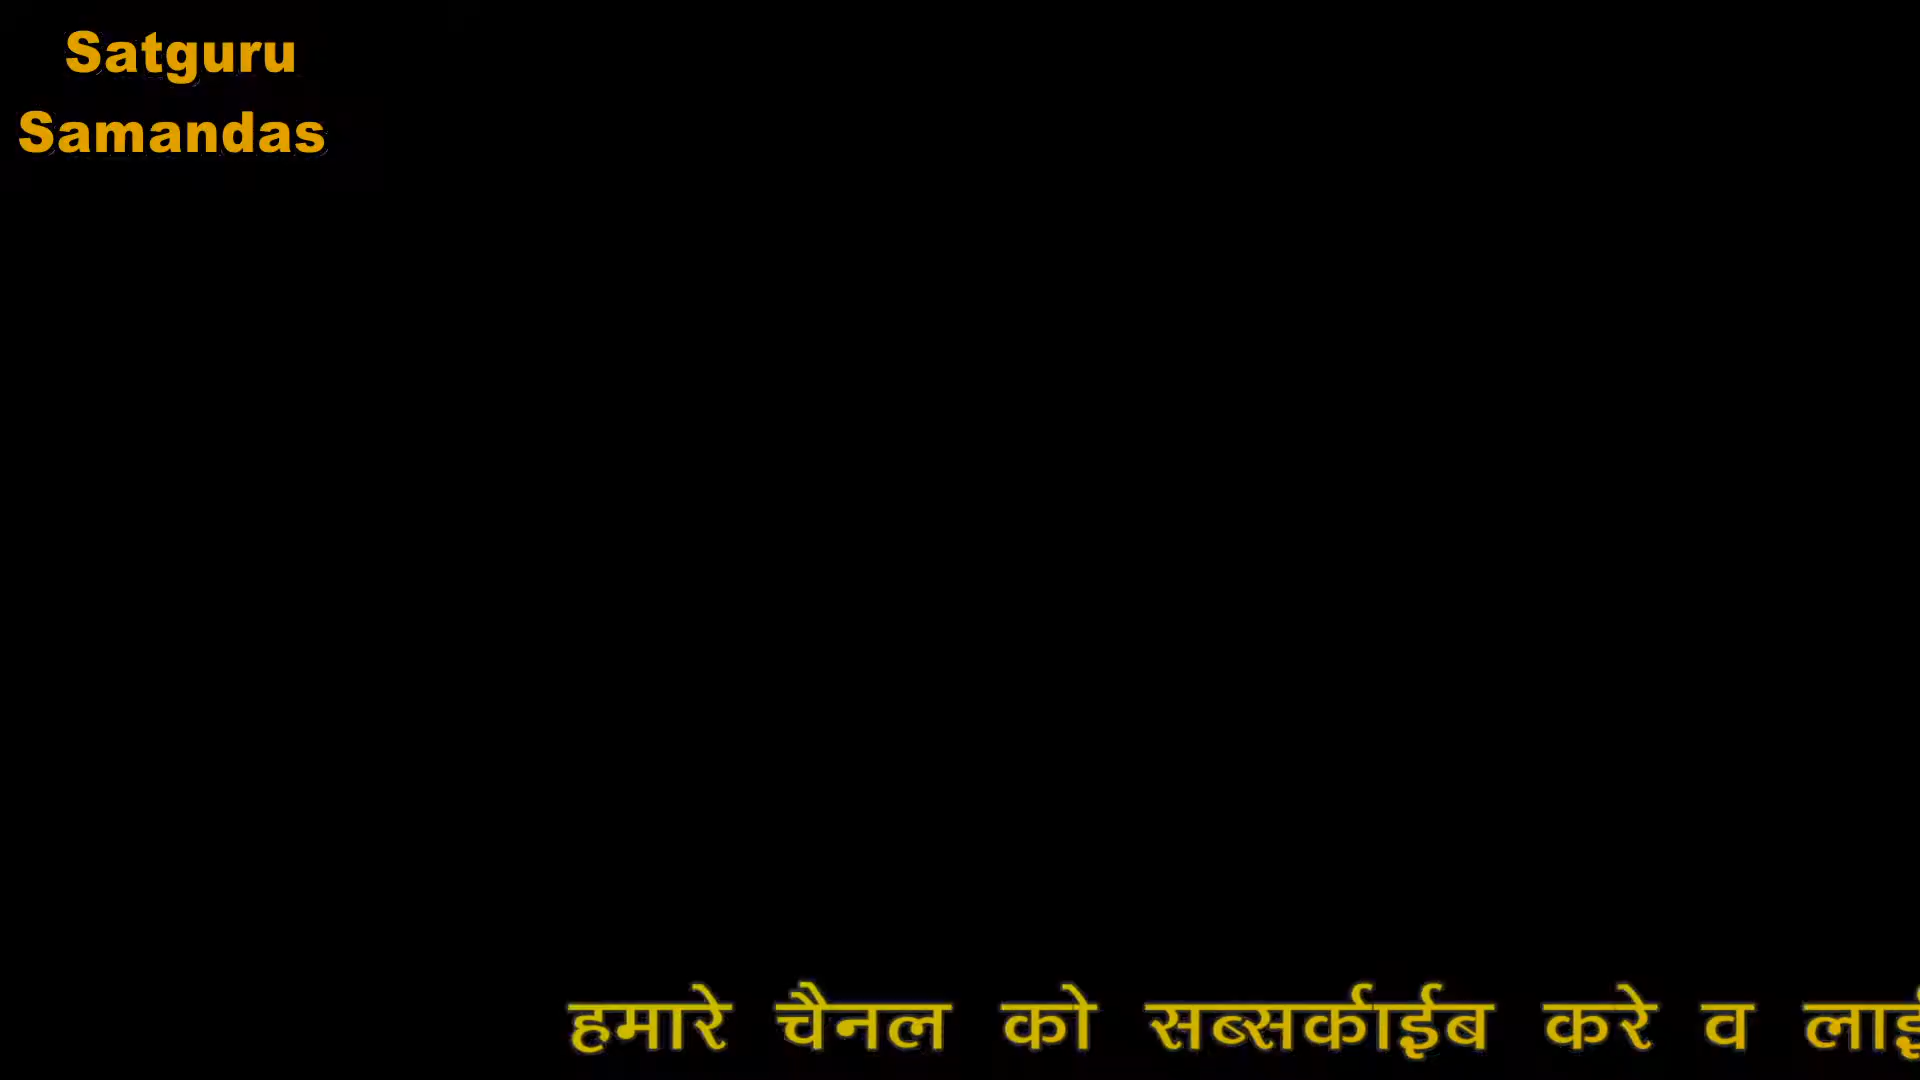 Satguru
Samandas
हमारे चैनल को सब्सर्काईब करे व